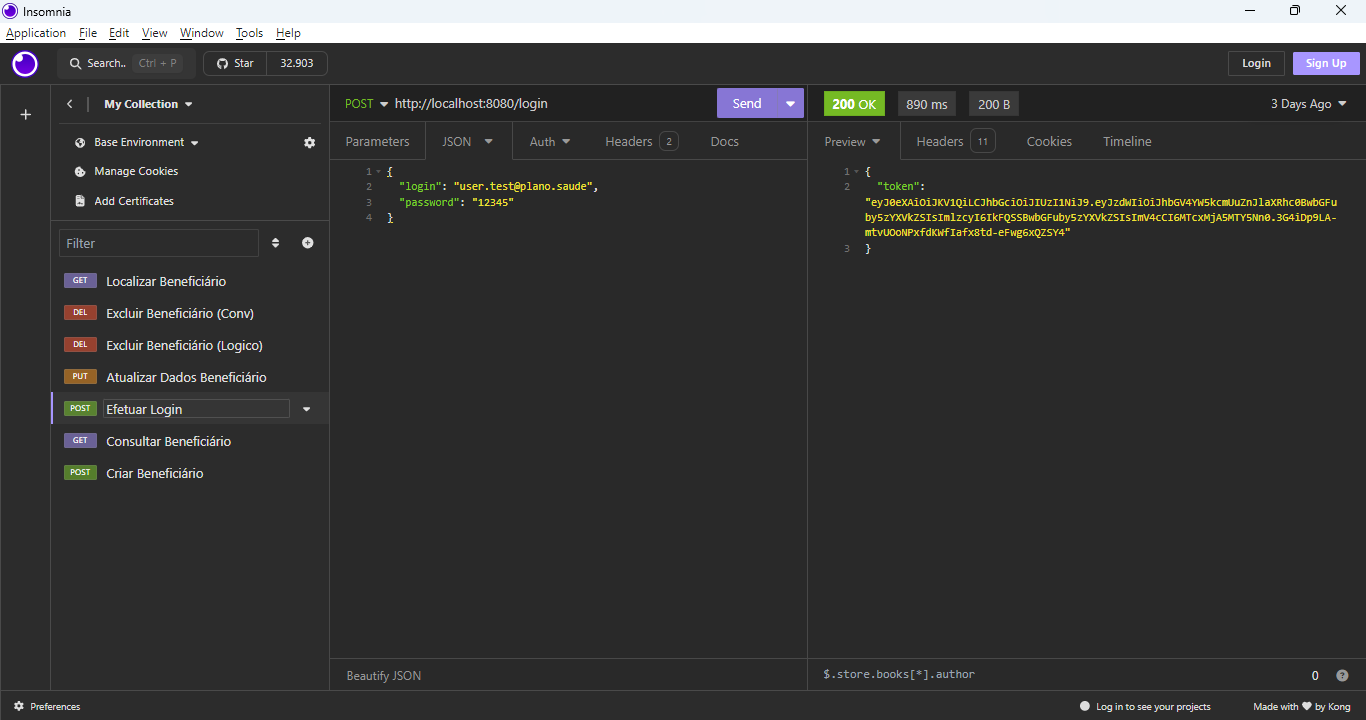 Insomnia
Application File Edit View Window Tools Help
Search.. Ctrl + P Star 32.903 Login Sign Up
My Collection
Base Environment
Manage Cookies
Add Certificates
Filter
GET Localizar Beneficiário
DEL Excluir Beneficiário (Conv)
DEL Excluir Beneficiário (Logico)
PUT Atualizar Dados Beneficiário
POST Efetuar Login
GET Consultar Beneficiário
POST Criar Beneficiário
POST http://localhost:8080/login Send
Parameters JSON Auth Headers 2 Docs
1 {
2 "login": "user.test@plano.saude",
3 "password": "12345"
4 }
Beautify JSON
200 OK 890 ms 200 B 3 Days Ago
Preview Headers 11 Cookies Timeline
1 {
2 "token":
3 }
$.store.books[*].author 0
Preferences Log in to see your projects Made with ❤ by Kong